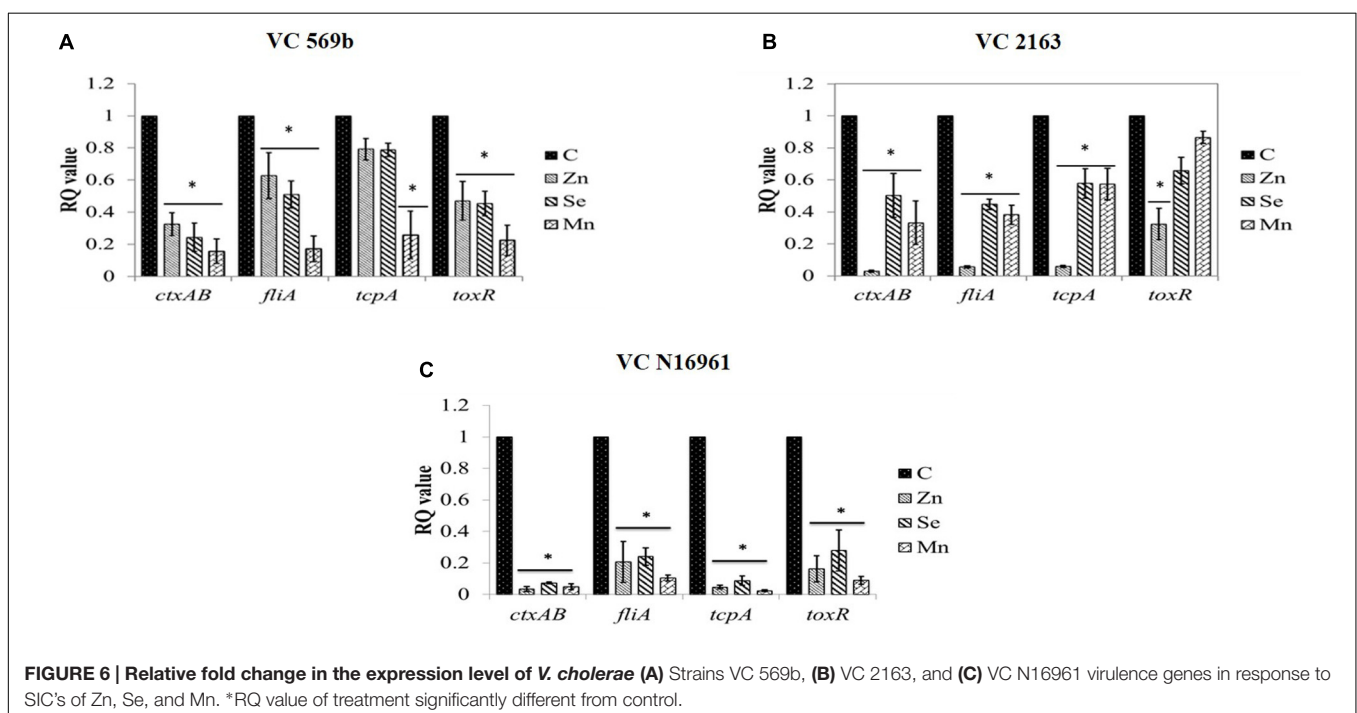 A
VC 569b
1.2
1
0.8
0.6
0.4
0.2
0
RQ value
*
*
*
*
C
Zn
Se
Mn
ctxAB fliA tcpA toxR
B
VC 2163
1.2
1
0.8
0.6
0.4
0.2
0
RQ value
*
*
*
*
C
Zn
Se
Mn
ctxAB fliA tcpA toxR
C
VC N16961
1.2
1
0.8
0.6
0.4
0.2
0
RQ value
*
*
*
*
C
Zn
Se
Mn
ctxAB fliA tcpA toxR
FIGURE 6 | Relative fold change in the expression level of V. cholerae (A) Strains VC 569b, (B) VC 2163, and (C) VC N16961 virulence genes in response to
SIC's of Zn, Se, and Mn. *RQ value of treatment significantly different from control.